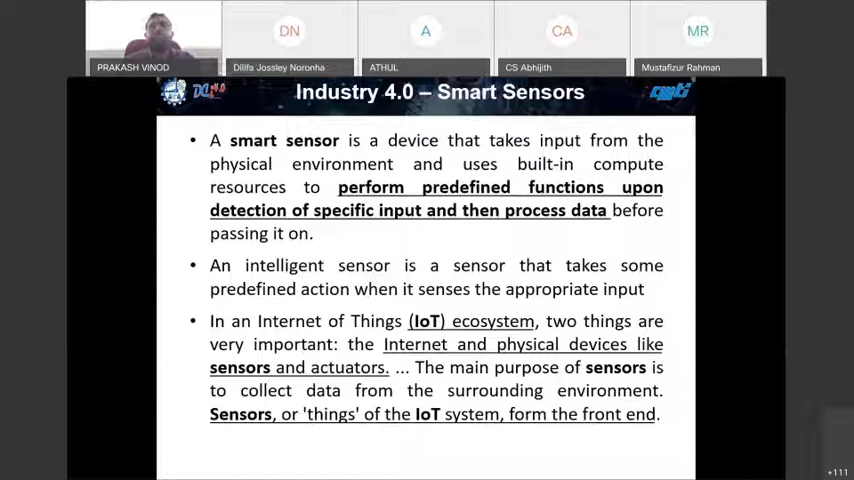 DN
A
CA
MR
PRAKASH VINOD
Dilifa Jossley Noronha
ATHUL
CS Abhijith
Mustafizur Rahman
Industry 4.0 – Smart Sensors
cmti
• A smart sensor is a device that takes input from the
physical environment and uses built-in compute
resources to perform predefined functions upon
detection of specific input and then process data before
passing it on.
• An intelligent sensor is a sensor that takes some
predefined action when it senses the appropriate input
• In an Internet of Things (IoT) ecosystem, two things are
very important: the Internet and physical devices like
sensors and actuators. ... The main purpose of sensors is
to collect data from the surrounding environment.
Sensors, or 'things' of the IoT system, form the front end.
+111